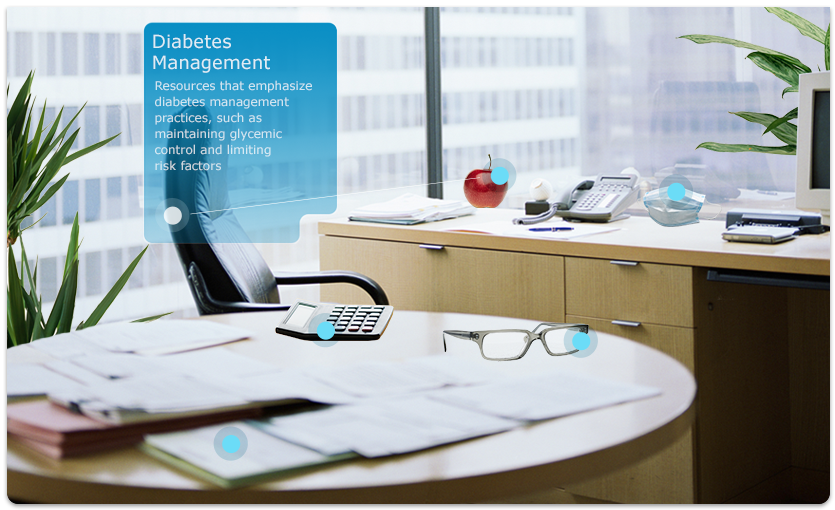 Diabetes
Management
Resources that emphasize
diabetes management
practices, such as
maintaining glycemic
control and limiting
risk factors